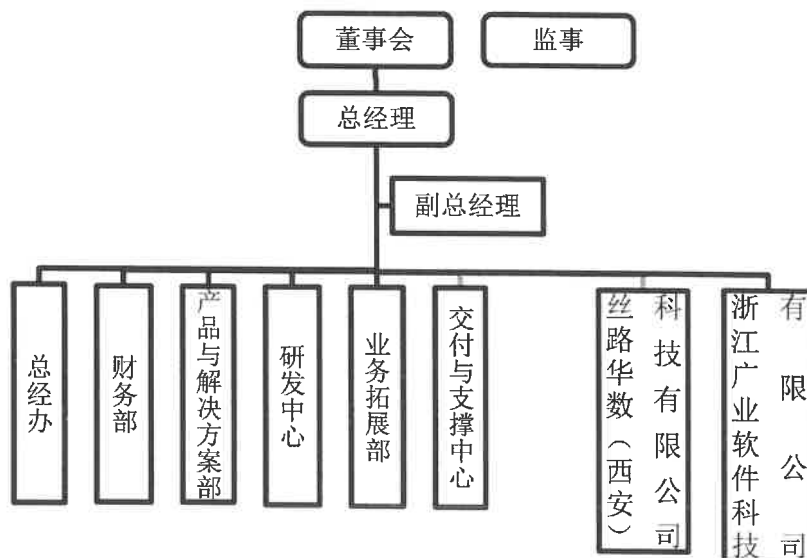 董事会
监事
总经理
副总经理
总经办
财务部
产品与解决方案部
研发中心
业务拓展部
交付与支撑中心
丝路华数（西安）
科技有限公司
浙江广业软件科技
有限公司